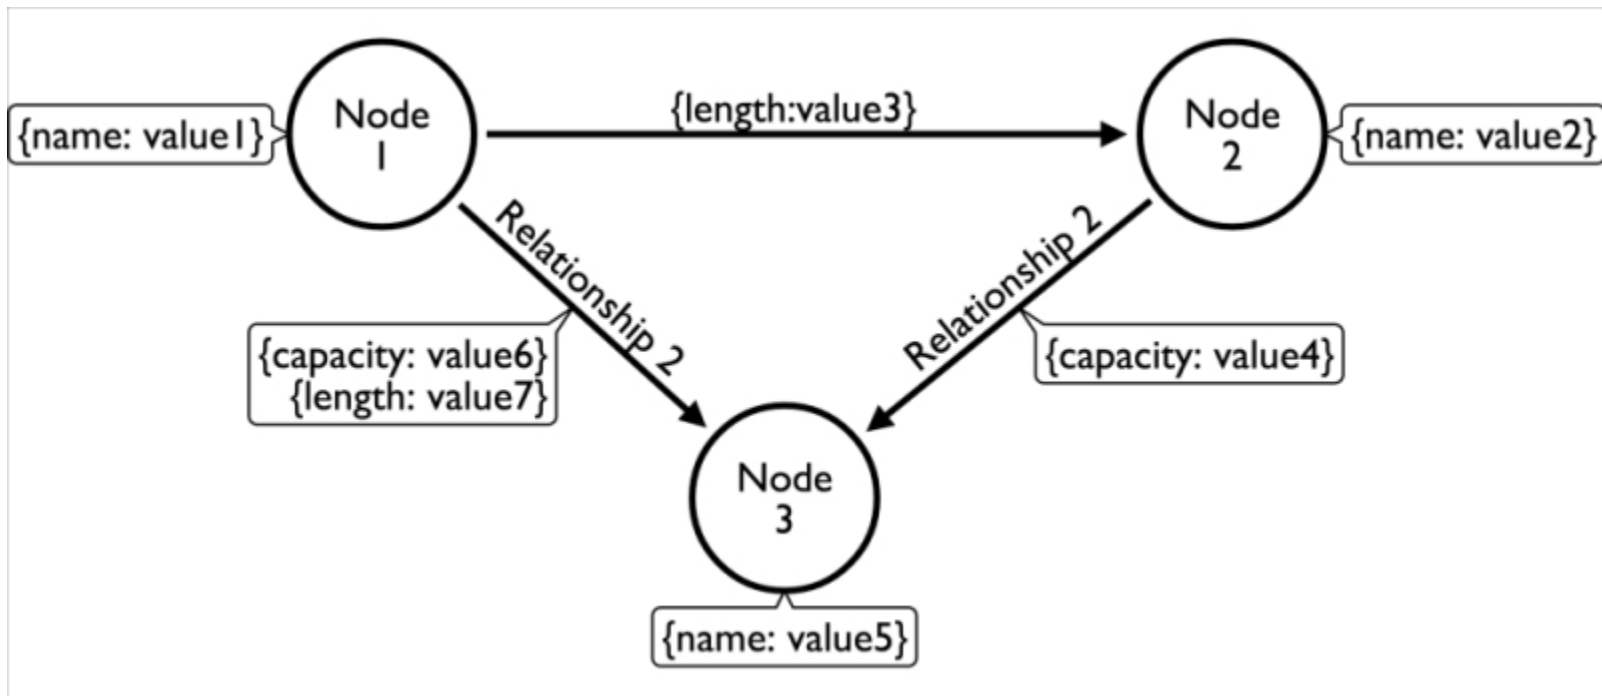 Node
1
{name: value1}
{length:value3}
Node
2
{name: value2}
Relationship 2
Relationship 2
{capacity: value6}
{length: value7}
{capacity: value4}
Node
3
{name: value5}